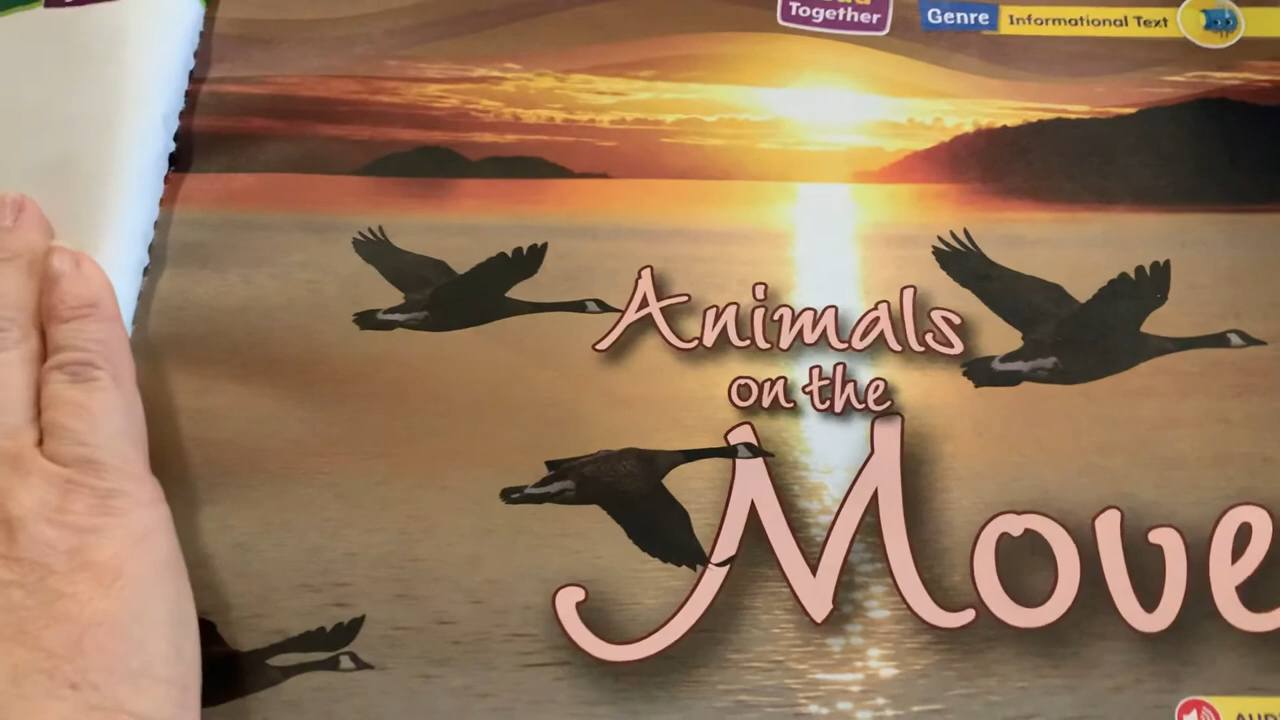 Together
Genre Informational Text
Animals
on the
Move